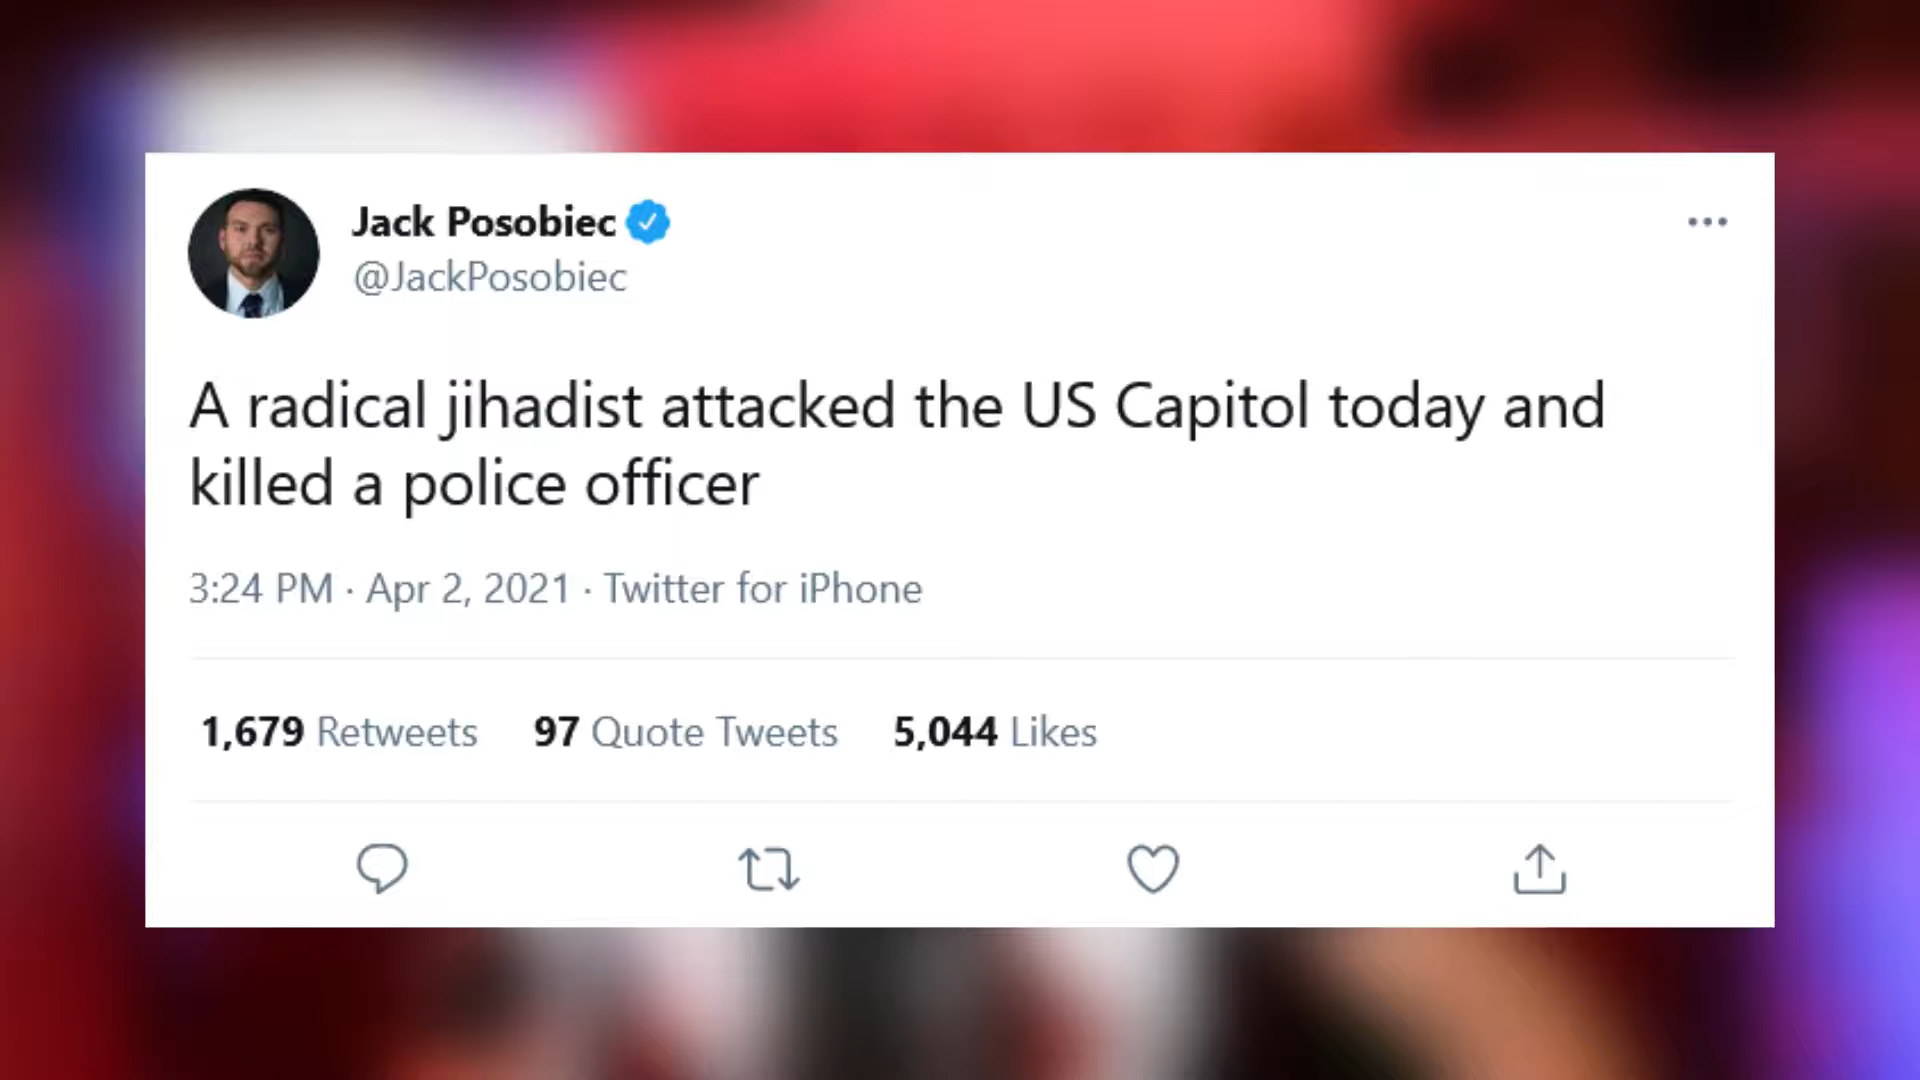 Jack Posobiec
@JackPosobiec
A radical jihadist attacked the US Capitol today and
killed a police officer
3:24 PM · Apr 2, 2021 · Twitter for iPhone
1,679 Retweets 97 Quote Tweets 5,044 Likes